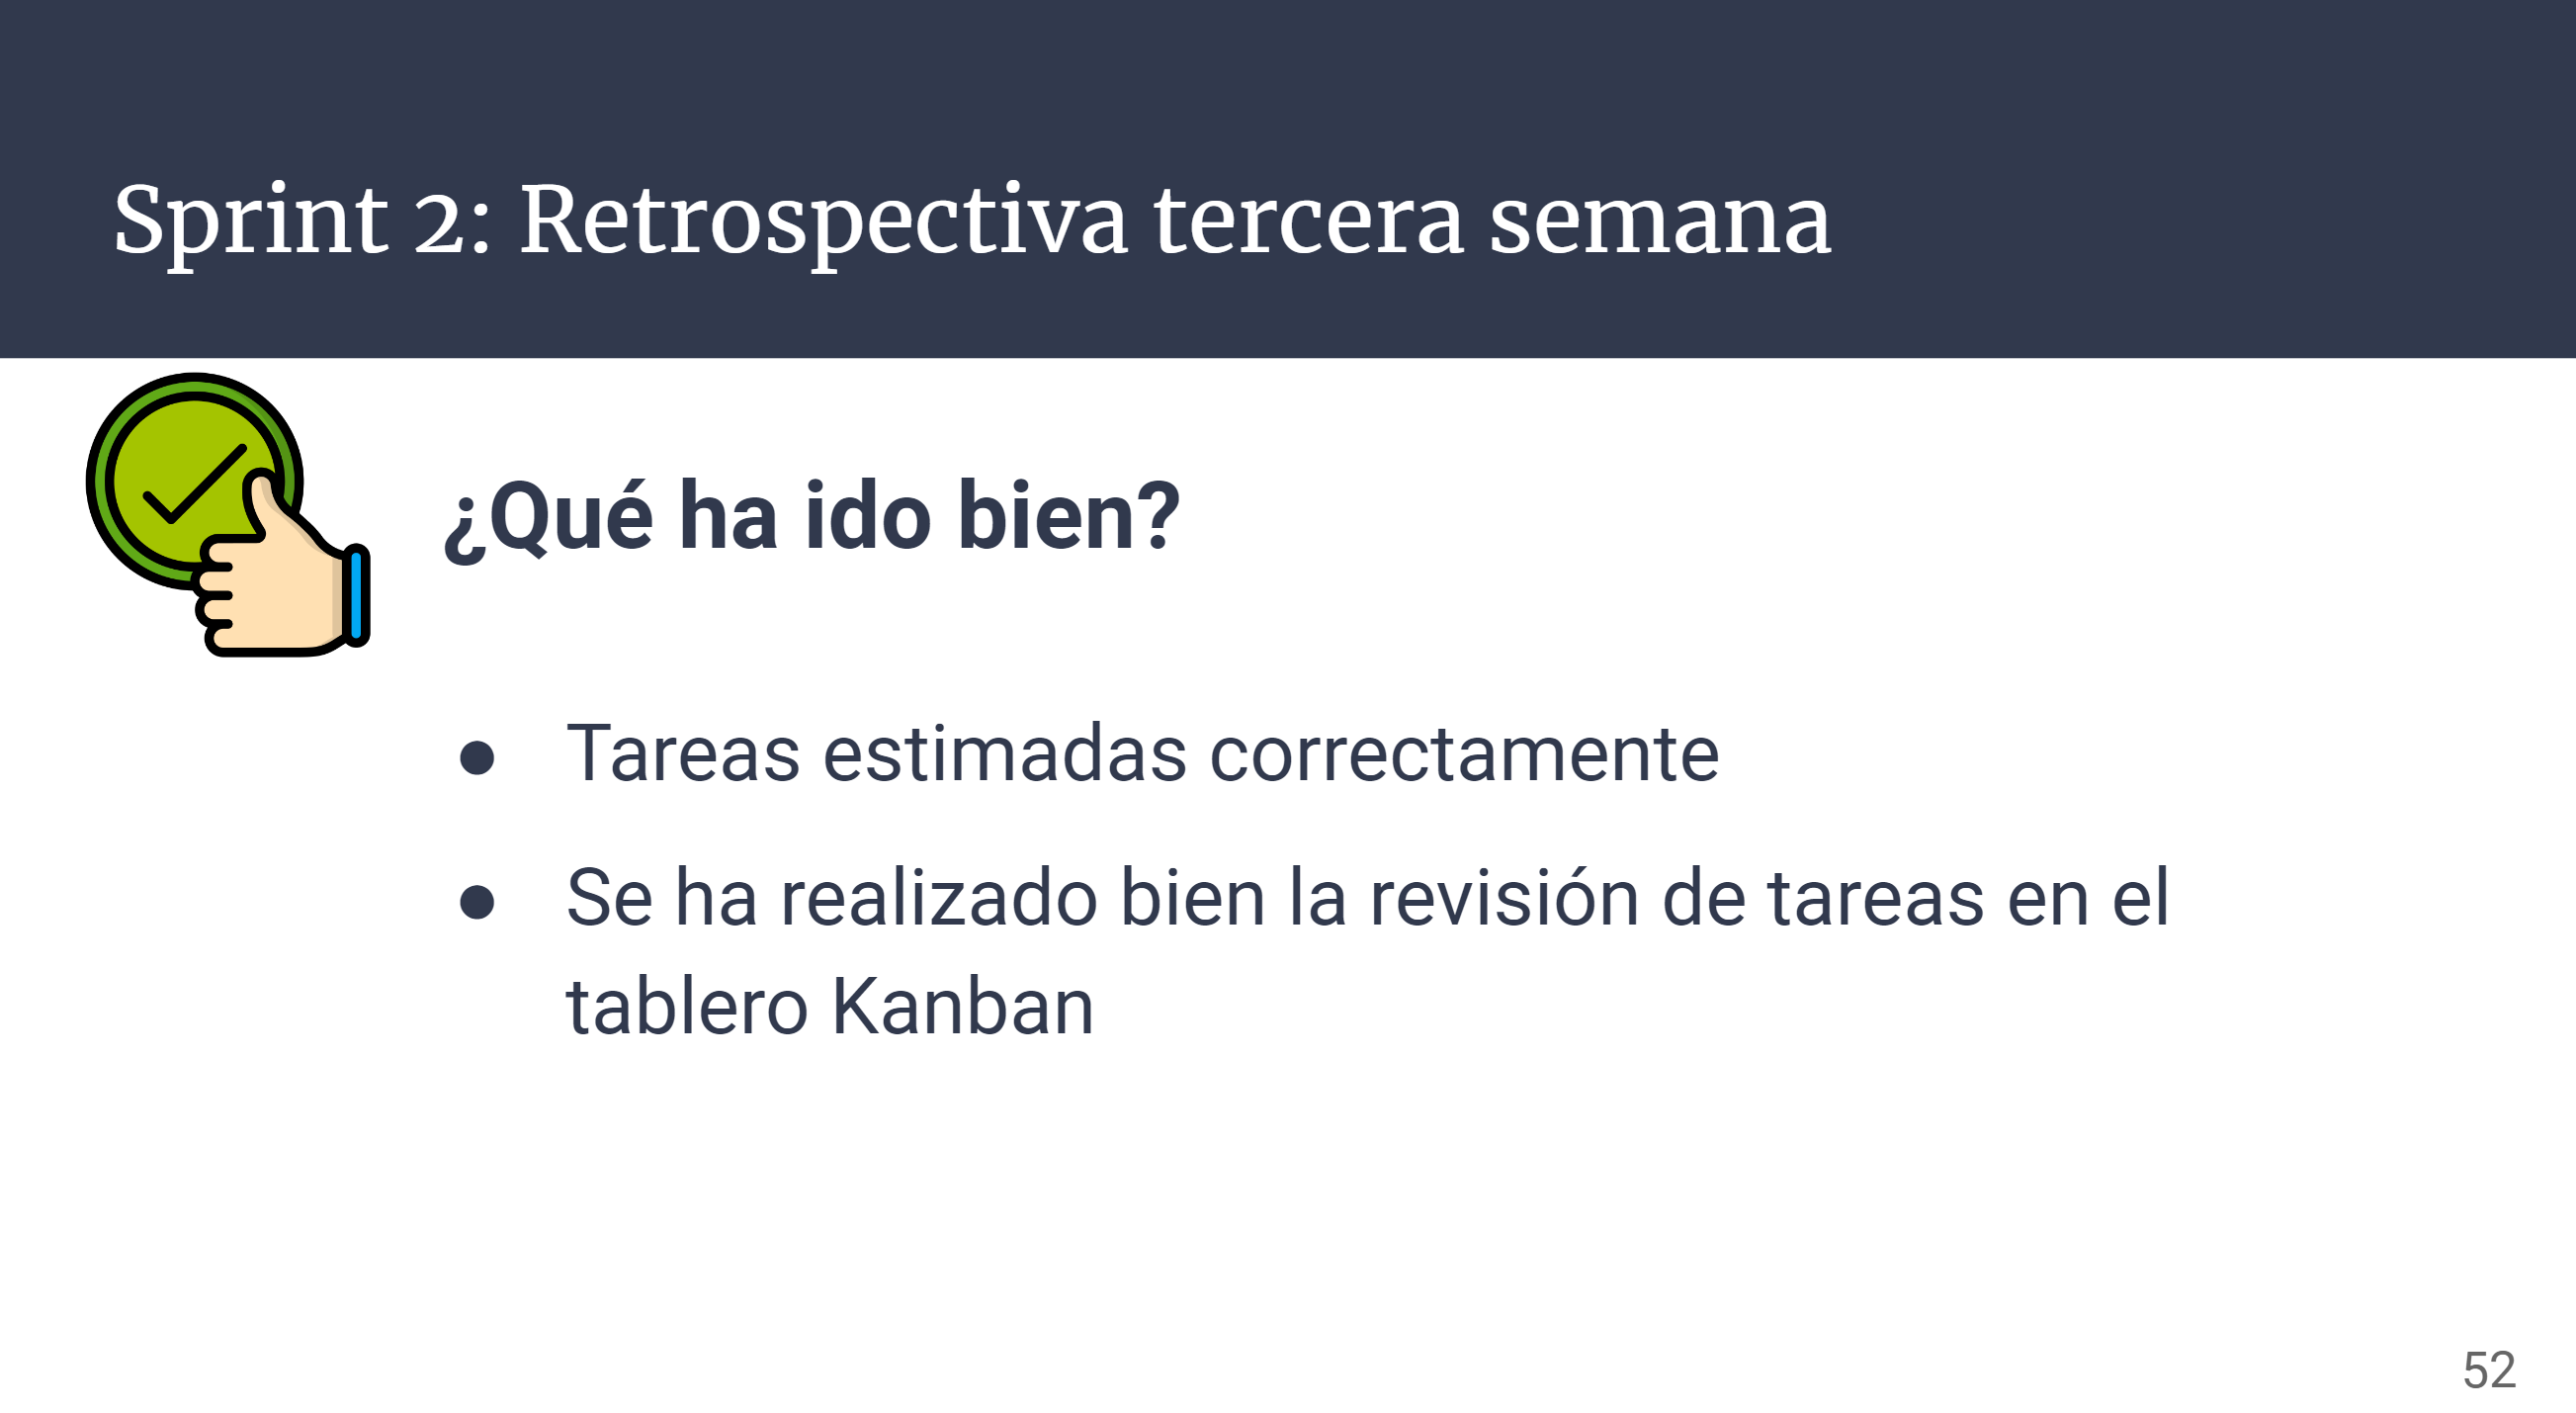 Sprint 2: Retrospectiva tercera semana
¿Qué ha ido bien?
● Tareas estimadas correctamente
● Se ha realizado bien la revisión de tareas en el
tablero Kanban
52